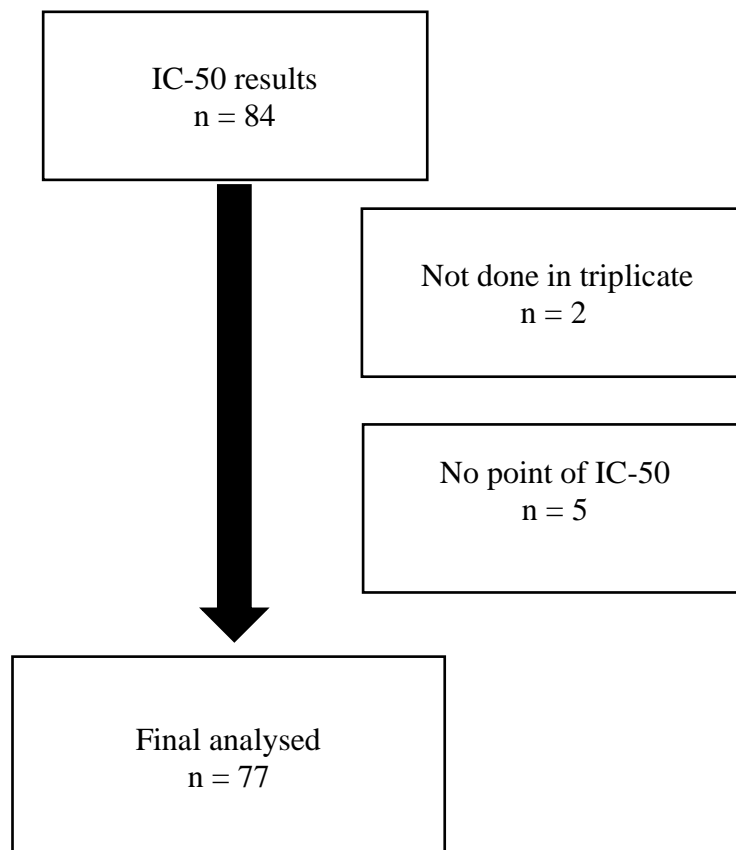 IC-50 results
n = 84
Not done in triplicate
n = 2
No point of IC-50
n = 5
Final analysed
n = 77